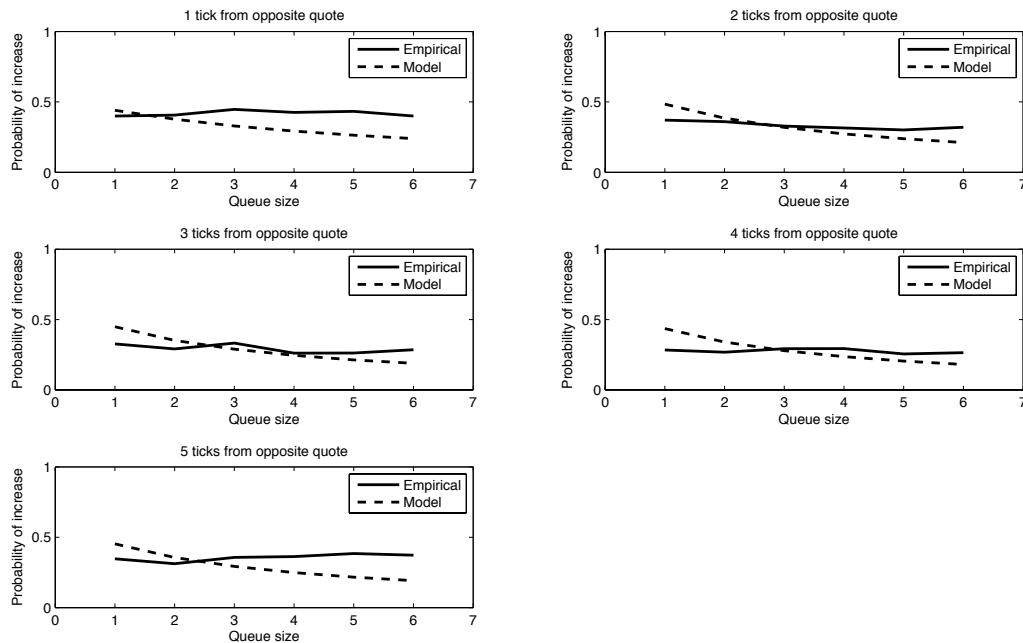 1 tick from opposite quote
1
0.5
0
Probability of increase
Empirical
Model
0 1 2 3 4 5 6 7
Queue size
2 ticks from opposite quote
1
0.5
0
Probability of increase
Empirical
Model
0 1 2 3 4 5 6 7
Queue size
3 ticks from opposite quote
1
0.5
0
Probability of increase
Empirical
Model
0 1 2 3 4 5 6 7
Queue size
4 ticks from opposite quote
1
0.5
0
Probability of increase
Empirical
Model
0 1 2 3 4 5 6 7
Queue size
5 ticks from opposite quote
1
0.5
0
Probability of increase
Empirical
Model
0 1 2 3 4 5 6 7
Queue size